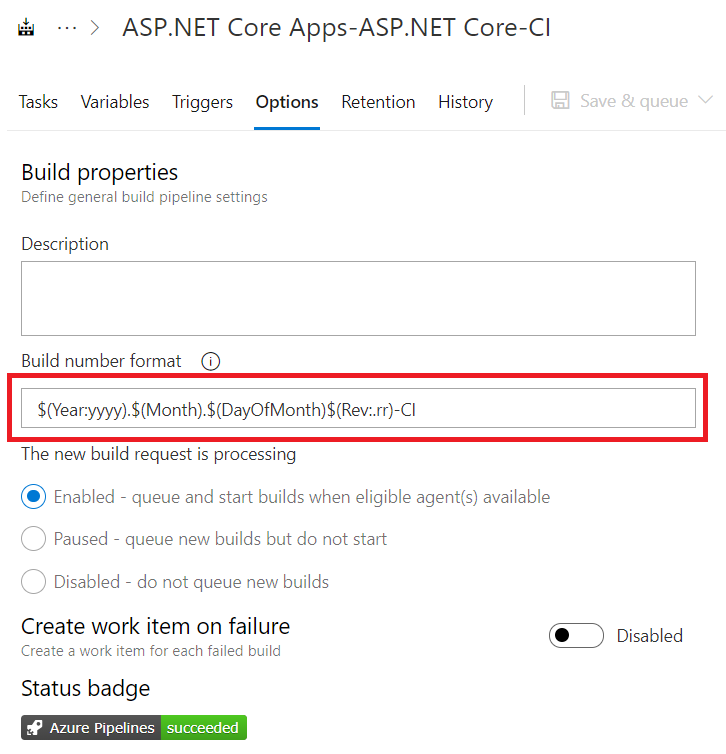 ··· > ASP.NET Core Apps-ASP.NET Core-CI
Tasks Variables Triggers Options Retention History Save & queue
Build properties
Define general build pipeline settings
Description
Build number format
$(Year:yyyy).$(Month).$(DayOfMonth)$(Rev:.rr)-CI
The new build request is processing
Enabled - queue and start builds when eligible agent(s) available
Paused - queue new builds but do not start
Disabled - do not queue new builds
Create work item on failure Disabled
Create a work item for each failed build
Status badge
Azure Pipelines succeeded